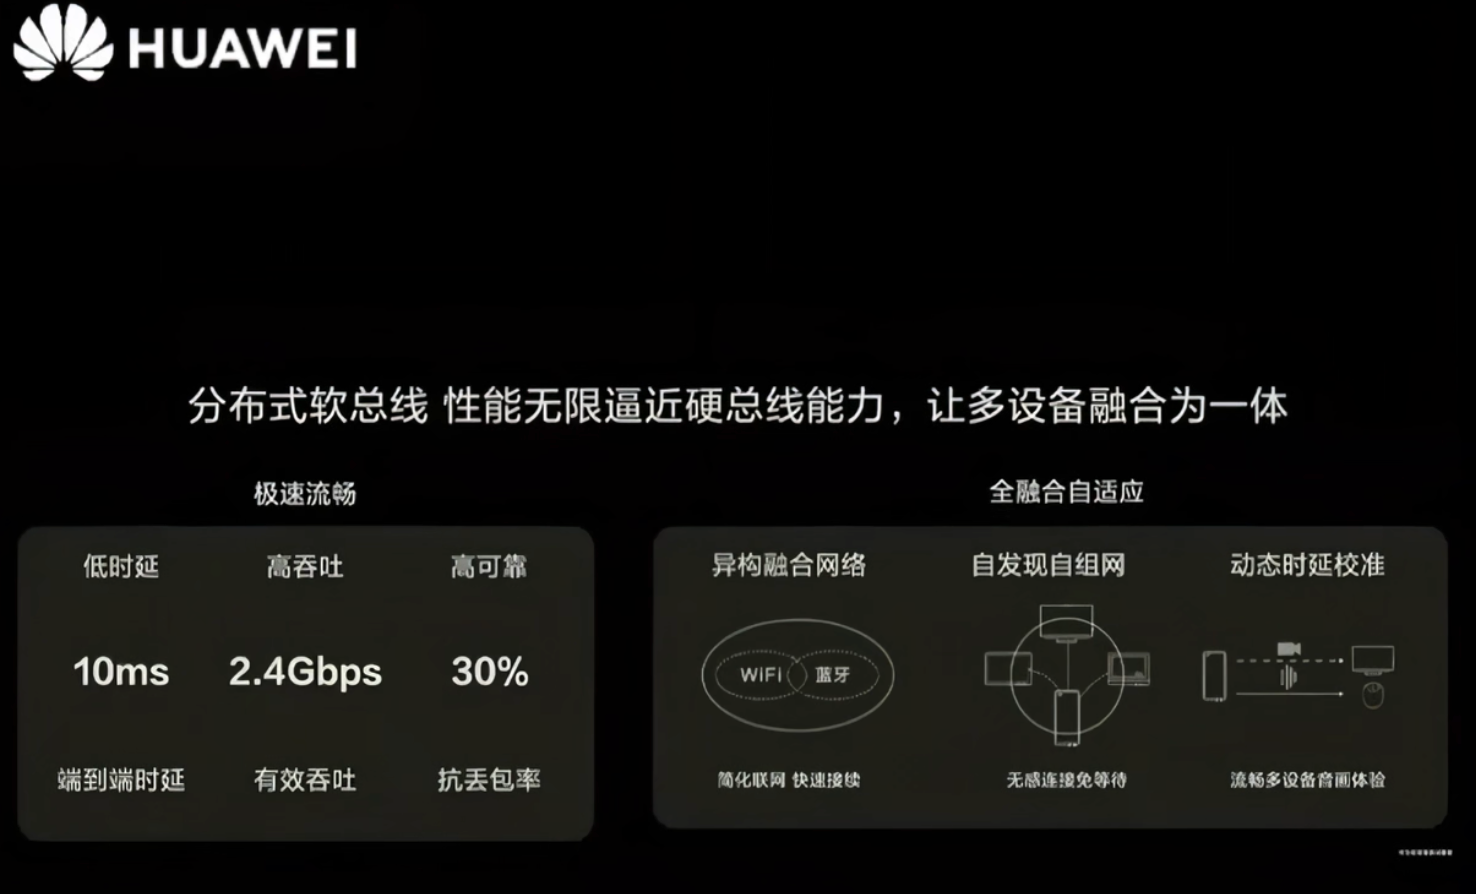 HUAWEI
分布式软总线 性能无限逼近硬总线能力，让多设备融合为一体
极速流畅
低时延 高吞吐 高可靠
10ms 2.4Gbps 30%
端到端时延 有效吞吐 抗丢包率
全融合自适应
异构融合网络 自发现自组网 动态时延校准
WiFi 蓝牙
简化联网 快速接续 无感连接免等待 流畅多设备音画体验